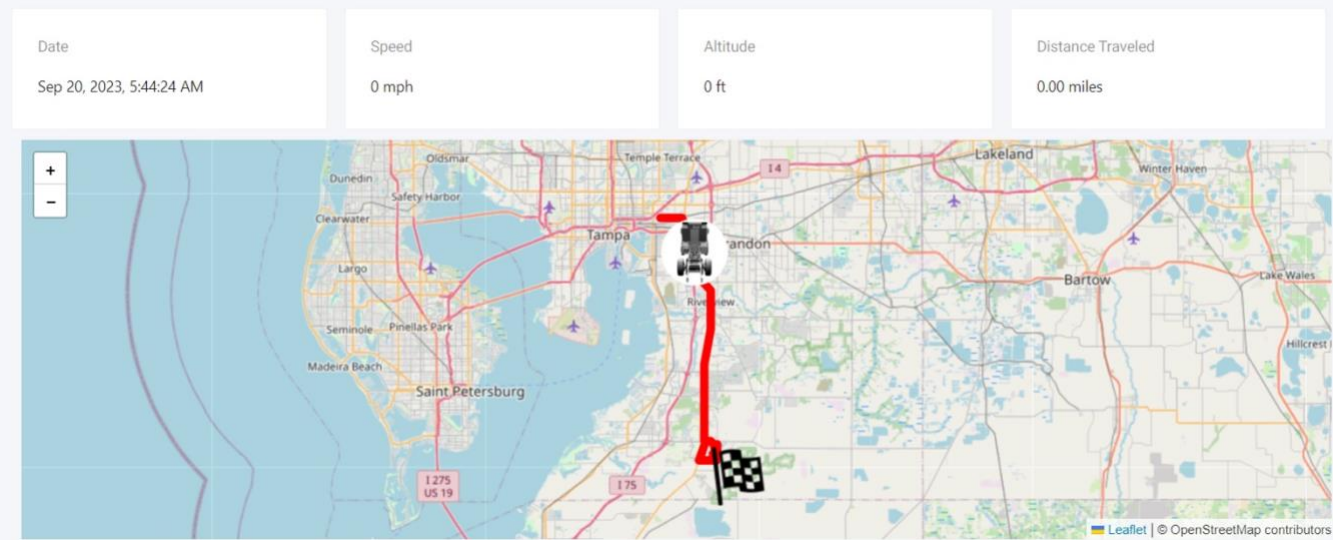 Date
Speed
Altitude
Distance Traveled
Sep 20, 2023, 5:44:24 AM
0 mph
0 ft
0.00 miles
+
−
Oldsmar
Temple Terrace
I 4
Lakeland
Winter Haven
Dunedin
Safety Harbor
Clearwater
Tampa
randon
Largo
Bartow
Lake Wales
Seminole
Pinellas Park
Hillcrest
Madeira Beach
Saint Petersburg
I 275
US 19
I 75
Leaflet | © OpenStreetMap contributors